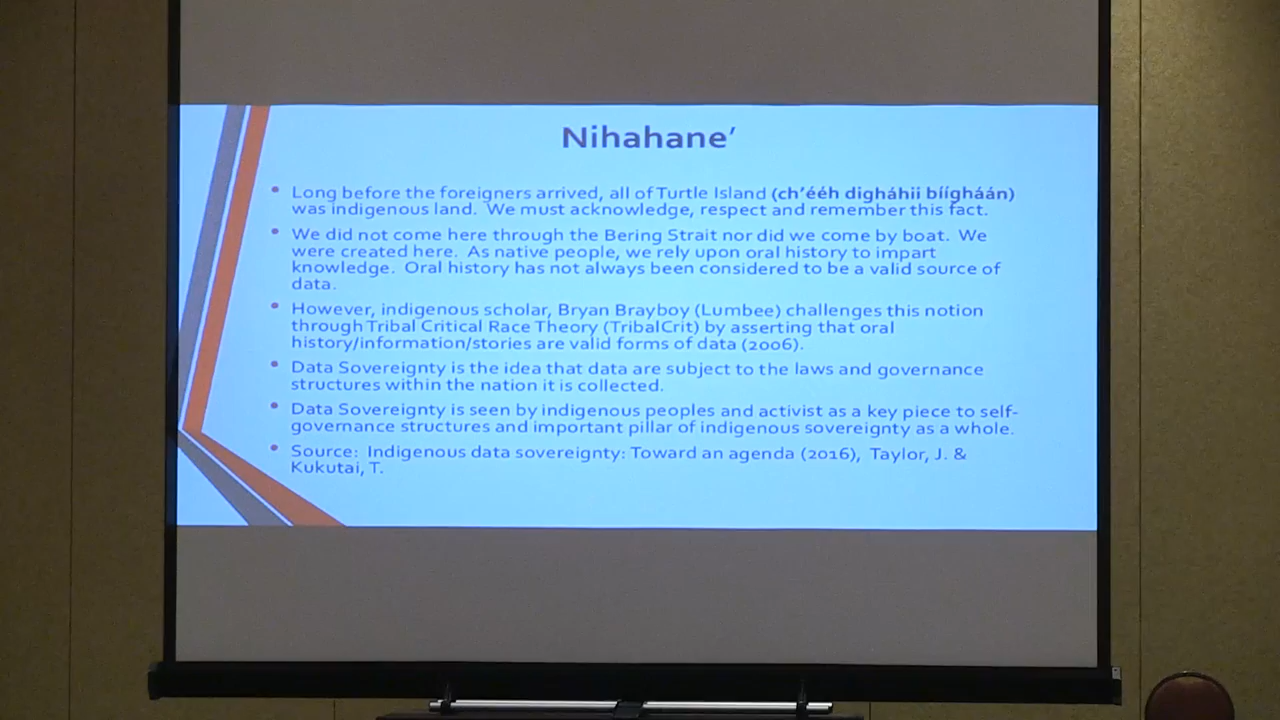 Nihahane’
• Long before the foreigners arrived, all of Turtle Island (ch’ééh digháhii bíígháán)
was indigenous land. We must acknowledge, respect and remember this fact.
• We did not come here through the Bering Strait nor did we come by boat. We
were created here. As native people, we rely upon oral history to impart
knowledge. Oral history has not always been considered to be a valid source of
data.
• However, indigenous scholar, Bryan Brayboy (Lumbee) challenges this notion
through Tribal Critical Race Theory (TribalCrit) by asserting that oral
history/information/stories are valid forms of data (2006).
• Data Sovereignty is the idea that data are subject to the laws and governance
structures within the nation it is collected.
• Data Sovereignty is seen by indigenous peoples and activist as a key piece to self-
governance structures and important pillar of indigenous sovereignty as a whole.
• Source: Indigenous data sovereignty: Toward an agenda (2016), Taylor, J. &
Kukutai, T.